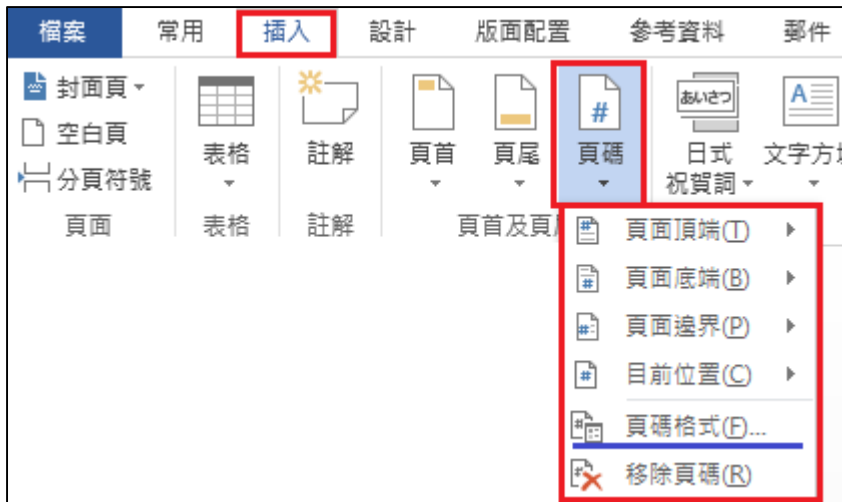 檔案 常用 插入 設計 版面配置 參考資料 郵件
封面頁
空白頁
分頁符號
表格
註解
頁首
頁尾
#
頁碼
あいさつ
日式
祝賀詞
A
文字方塊
頁面 表格 註解 頁首及頁
頁面頂端(T)
頁面底端(B)
頁面邊界(P)
目前位置(C)
頁碼格式(F)...
移除頁碼(R)